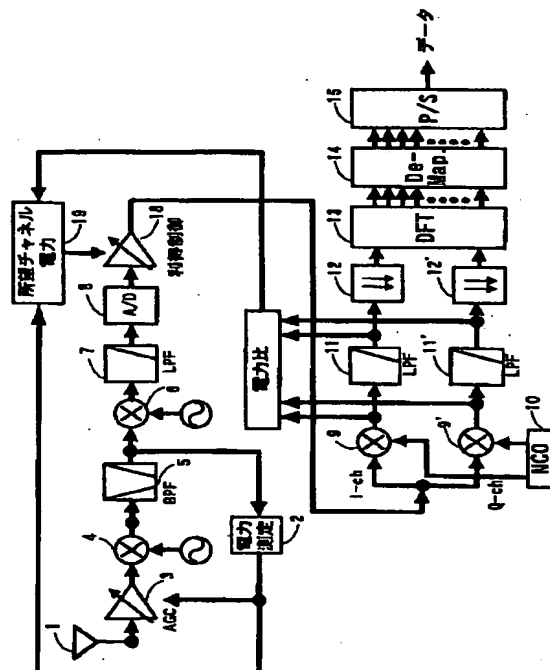 1
3
AGC
4
5
BPF
電力
測定
2
6
7
LPF
8
A/D
18
利得制御
所望チャネル
電力
19
電力比
I-ch
Q-ch
9
9'
NCO
10
11
LPF
11'
LPF
12
12'
13
DFT
14
De-
Map.
15
P/S
データ